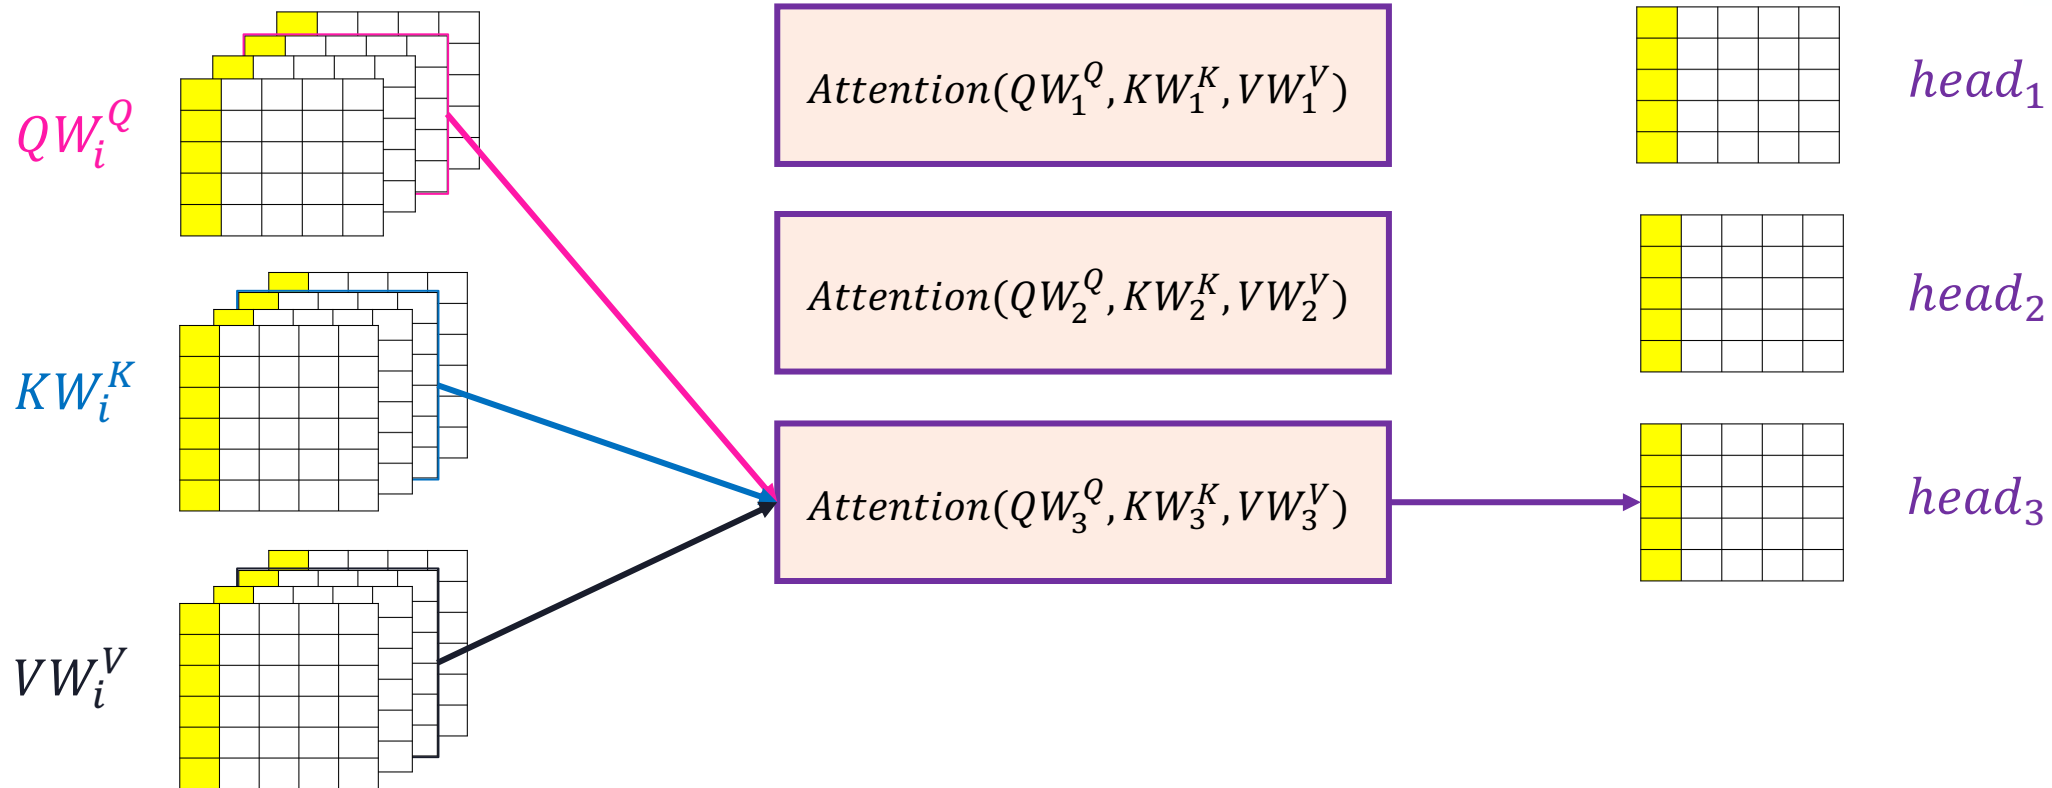 QW_i^Q
KW_i^K
VW_i^V
Attention(QW_1^Q, KW_1^K, VW_1^V)
Attention(QW_2^Q, KW_2^K, VW_2^V)
Attention(QW_3^Q, KW_3^K, VW_3^V)
head_1
head_2
head_3